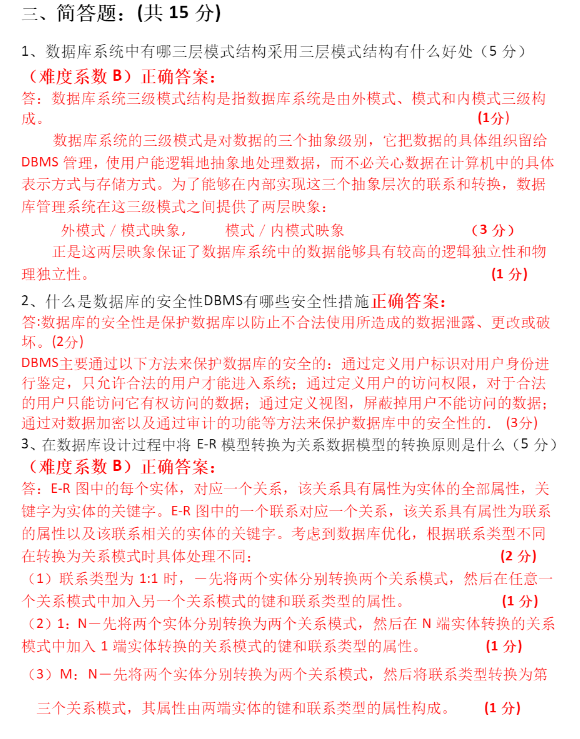 三、简答题：(共 15 分)
1、数据库系统中有哪三层模式结构采用三层模式结构有什么好处（5 分）
（难度系数 B）正确答案：
答：数据库系统三级模式结构是指数据库系统是由外模式、模式和内模式三级构
成。 (1分)
数据库系统的三级模式是对数据的三个抽象级别，它把数据的具体组织留给
DBMS 管理，使用户能逻辑地抽象地处理数据，而不必关心数据在计算机中的具体
表示方式与存储方式。为了能够在内部实现这三个抽象层次的联系和转换，数据
库管理系统在这三级模式之间提供了两层映象：
外模式／模式映象， 模式／内模式映象 （3 分）
正是这两层映象保证了数据库系统中的数据能够具有较高的逻辑独立性和物
理独立性。 (1 分)
2、什么是数据库的安全性DBMS有哪些安全性措施正确答案：
答:数据库的安全性是保护数据库以防止不合法使用所造成的数据泄露、更改或破
坏。(2分)
DBMS主要通过以下方法来保护数据库的安全的：通过定义用户标识对用户身份进
行鉴定，只允许合法的用户才能进入系统；通过定义用户的访问权限，对于合法
的用户只能访问它有权访问的数据；通过定义视图，屏蔽掉用户不能访问的数据；
通过对数据加密以及通过审计的功能等方法来保护数据库中的安全性的． (3分)
3、在数据库设计过程中将 E-R 模型转换为关系数据模型的转换原则是什么（5 分）
（难度系数 B）正确答案：
答：E-R 图中的每个实体，对应一个关系，该关系具有属性为实体的全部属性，关
键字为实体的关键字。E-R 图中的一个联系对应一个关系，该关系具有属性为联系
的属性以及该联系相关的实体的关键字。考虑到数据库优化，根据联系类型不同
在转换为关系模式时具体处理不同： (2 分)
（1）联系类型为 1:1 时，－先将两个实体分别转换两个关系模式，然后在任意一
个关系模式中加入另一个关系模式的键和联系类型的属性。 (1 分)
（2）1；N－先将两个实体分别转换为两个关系模式，然后在 N 端实体转换的关系
模式中加入 1 端实体转换的关系模式的键和联系类型的属性。 (1 分)
（3）M；N－先将两个实体分别转换为两个关系模式，然后将联系类型转换为第
三个关系模式，其属性由两端实体的键和联系类型的属性构成。 (1 分)